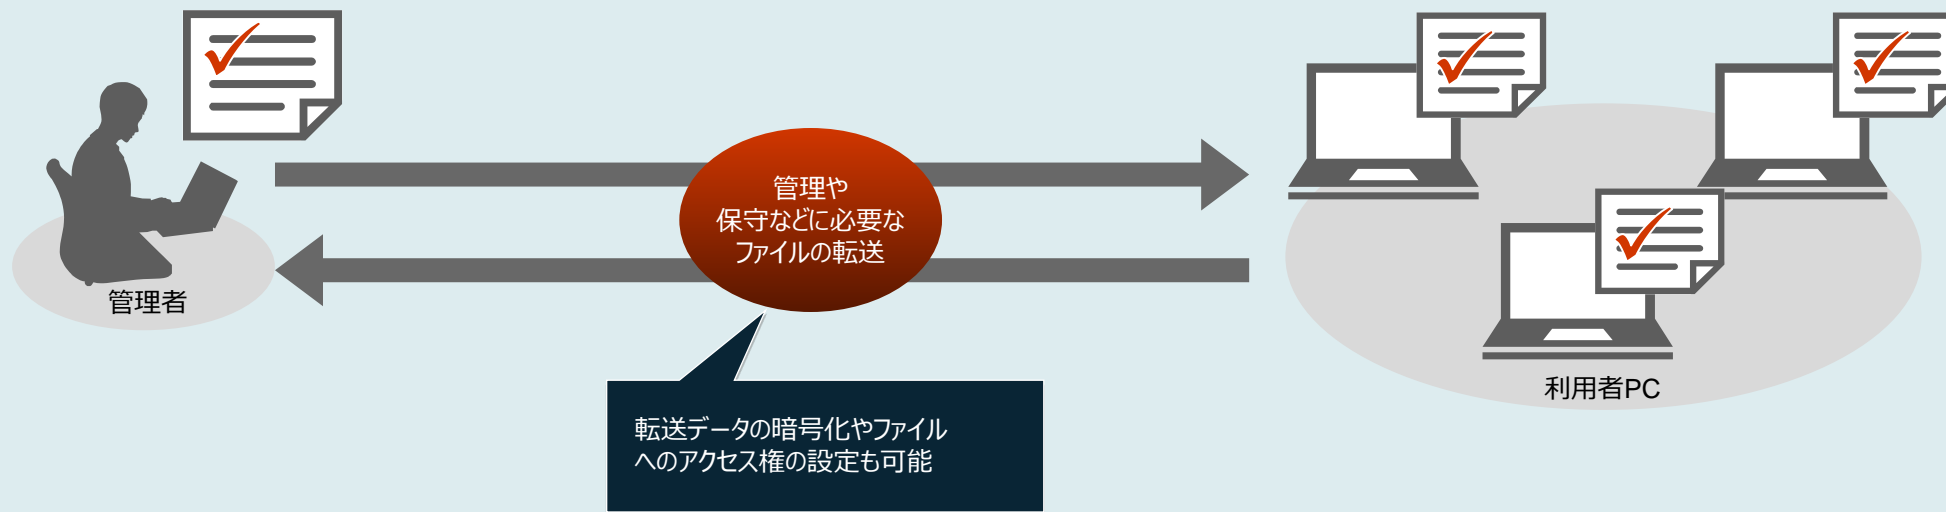 管理や
保守などに必要な
ファイルの転送
管理者
利用者PC
転送データの暗号化やファイル
へのアクセス権の設定も可能